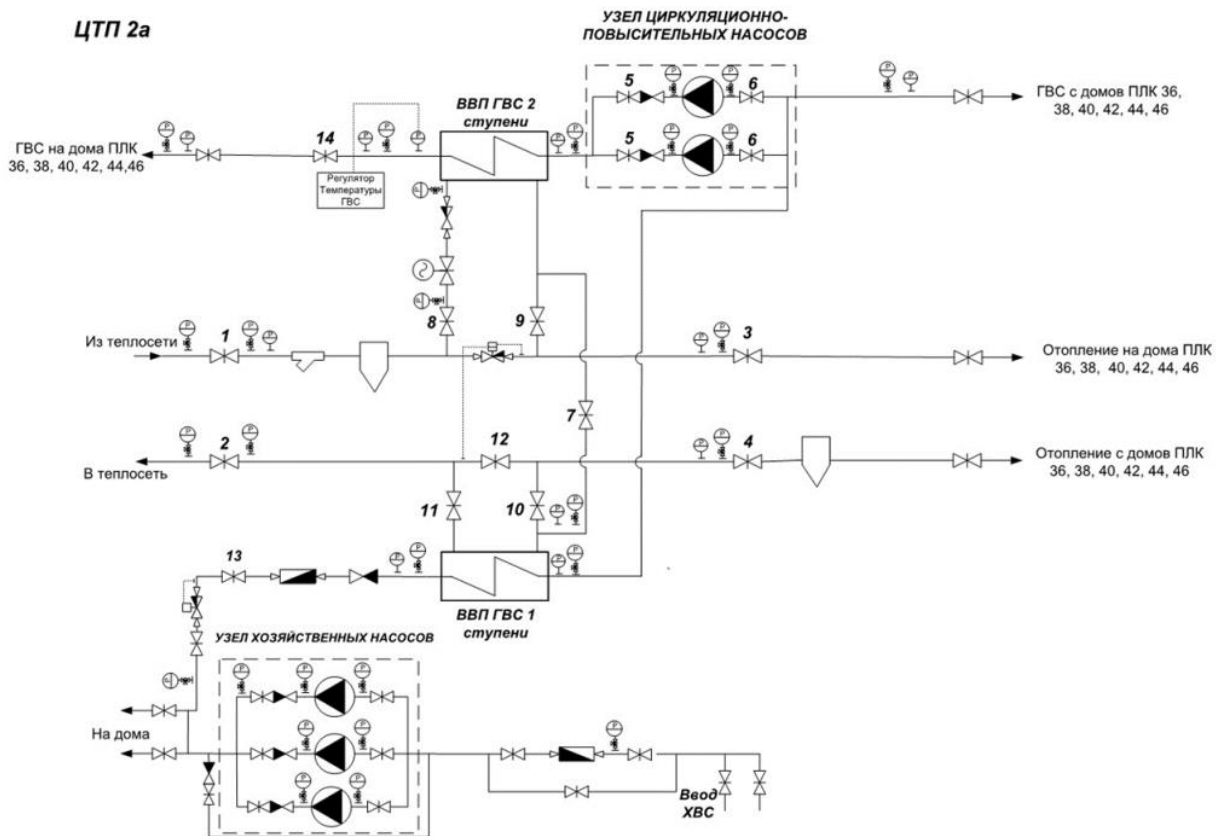 ЦТП 2а
УЗЕЛ ЦИРКУЛЯЦИОННО-
ПОВЫСИТЕЛЬНЫХ НАСОСОВ
5
6
5
6
ГВС с домов ПЛК 36,
38, 40, 42, 44, 46
ВВП ГВС 2
ступени
14
ГВС на дома ПЛК
36, 38, 40, 42, 44,46
Регулятор
Температуры
ГВС
8
9
Из теплосети
1
3
Отопление на дома ПЛК
36, 38, 40, 42, 44, 46
7
2
12
4
В теплосеть
Отопление с домов ПЛК
36, 38, 40, 42, 44, 46
11
10
13
ВВП ГВС 1
ступени
УЗЕЛ ХОЗЯЙСТВЕННЫХ НАСОСОВ
На дома
Ввод
ХВС